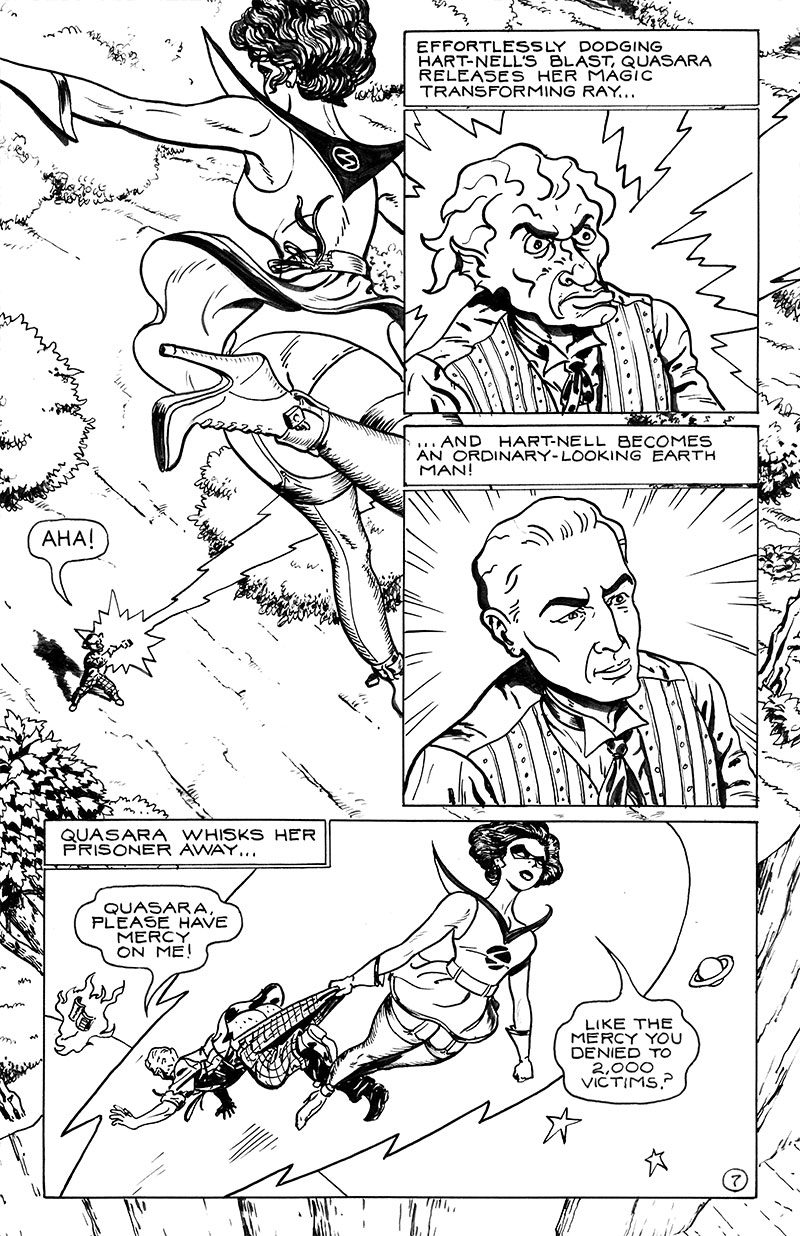 EFFORTLESSLY DODGING
HART-NELL'S BLAST, QUASARA
RELEASES HER MAGIC
TRANSFORMING RAY...
...AND HART-NELL BECOMES
AN ORDINARY-LOOKING EARTH
MAN!
AHA!
QUASARA WHISKS HER
PRISONER AWAY...
QUASARA,
PLEASE HAVE
MERCY
ON ME!
LIKE THE
MERCY YOU
DENIED TO
2,000
VICTIMS?
7